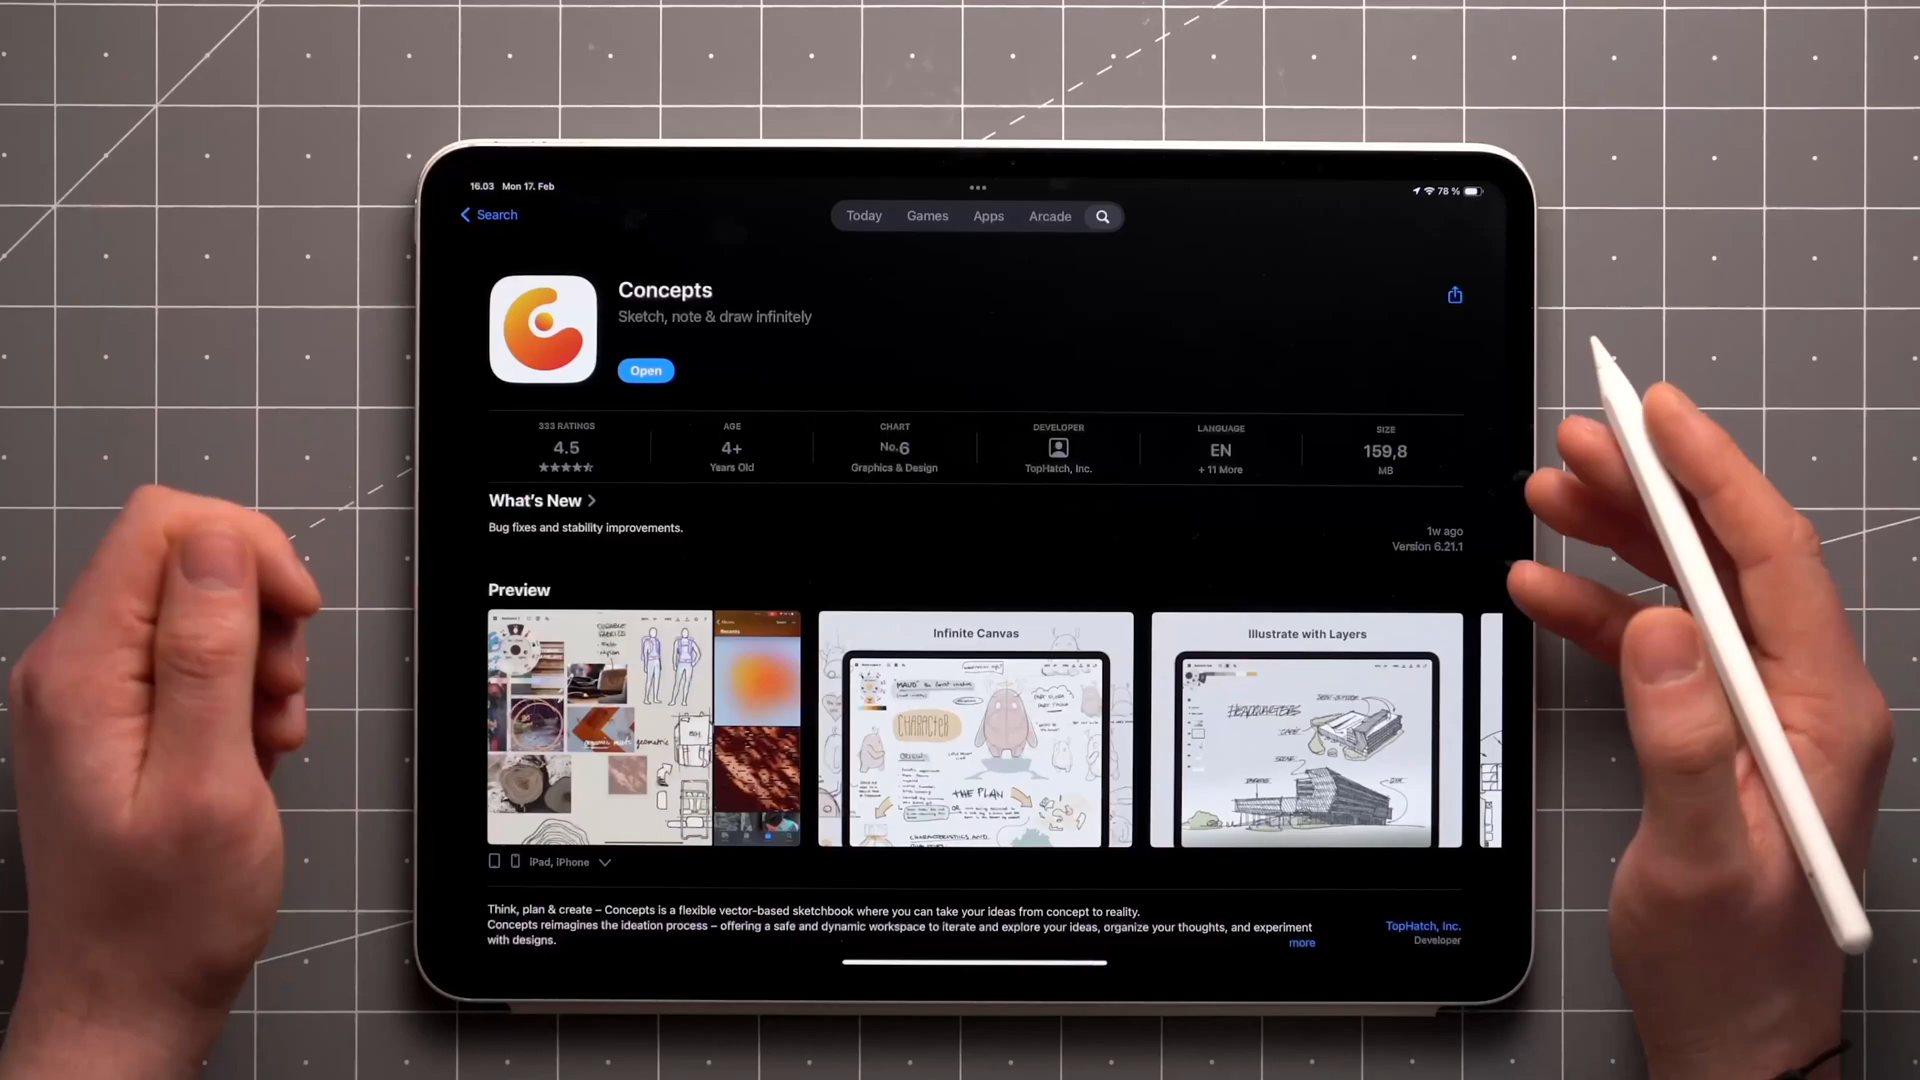 16.03 Mon 17. Feb
78 %
Search
Today Games Apps Arcade
Concepts
Sketch, note & draw infinitely
Open
333 RATINGS
4.5
AGE
4+
Years Old
CHART
No.6
Graphics & Design
DEVELOPER
TopHatch, Inc.
LANGUAGE
EN
+ 11 More
SIZE
159,8
MB
What's New
Bug fixes and stability improvements.
1w ago
Version 6.21.1
Preview
Infinite Canvas
CHARACTER
THE PLAN
Illustrate with Layers
HEADQUARTERS
iPad, iPhone
Think, plan & create – Concepts is a flexible vector-based sketchbook where you can take your ideas from concept to reality.
Concepts reimagines the ideation process – offering a safe and dynamic workspace to iterate and explore your ideas, organize your thoughts, and experiment
with designs.
more
TopHatch, Inc.
Developer